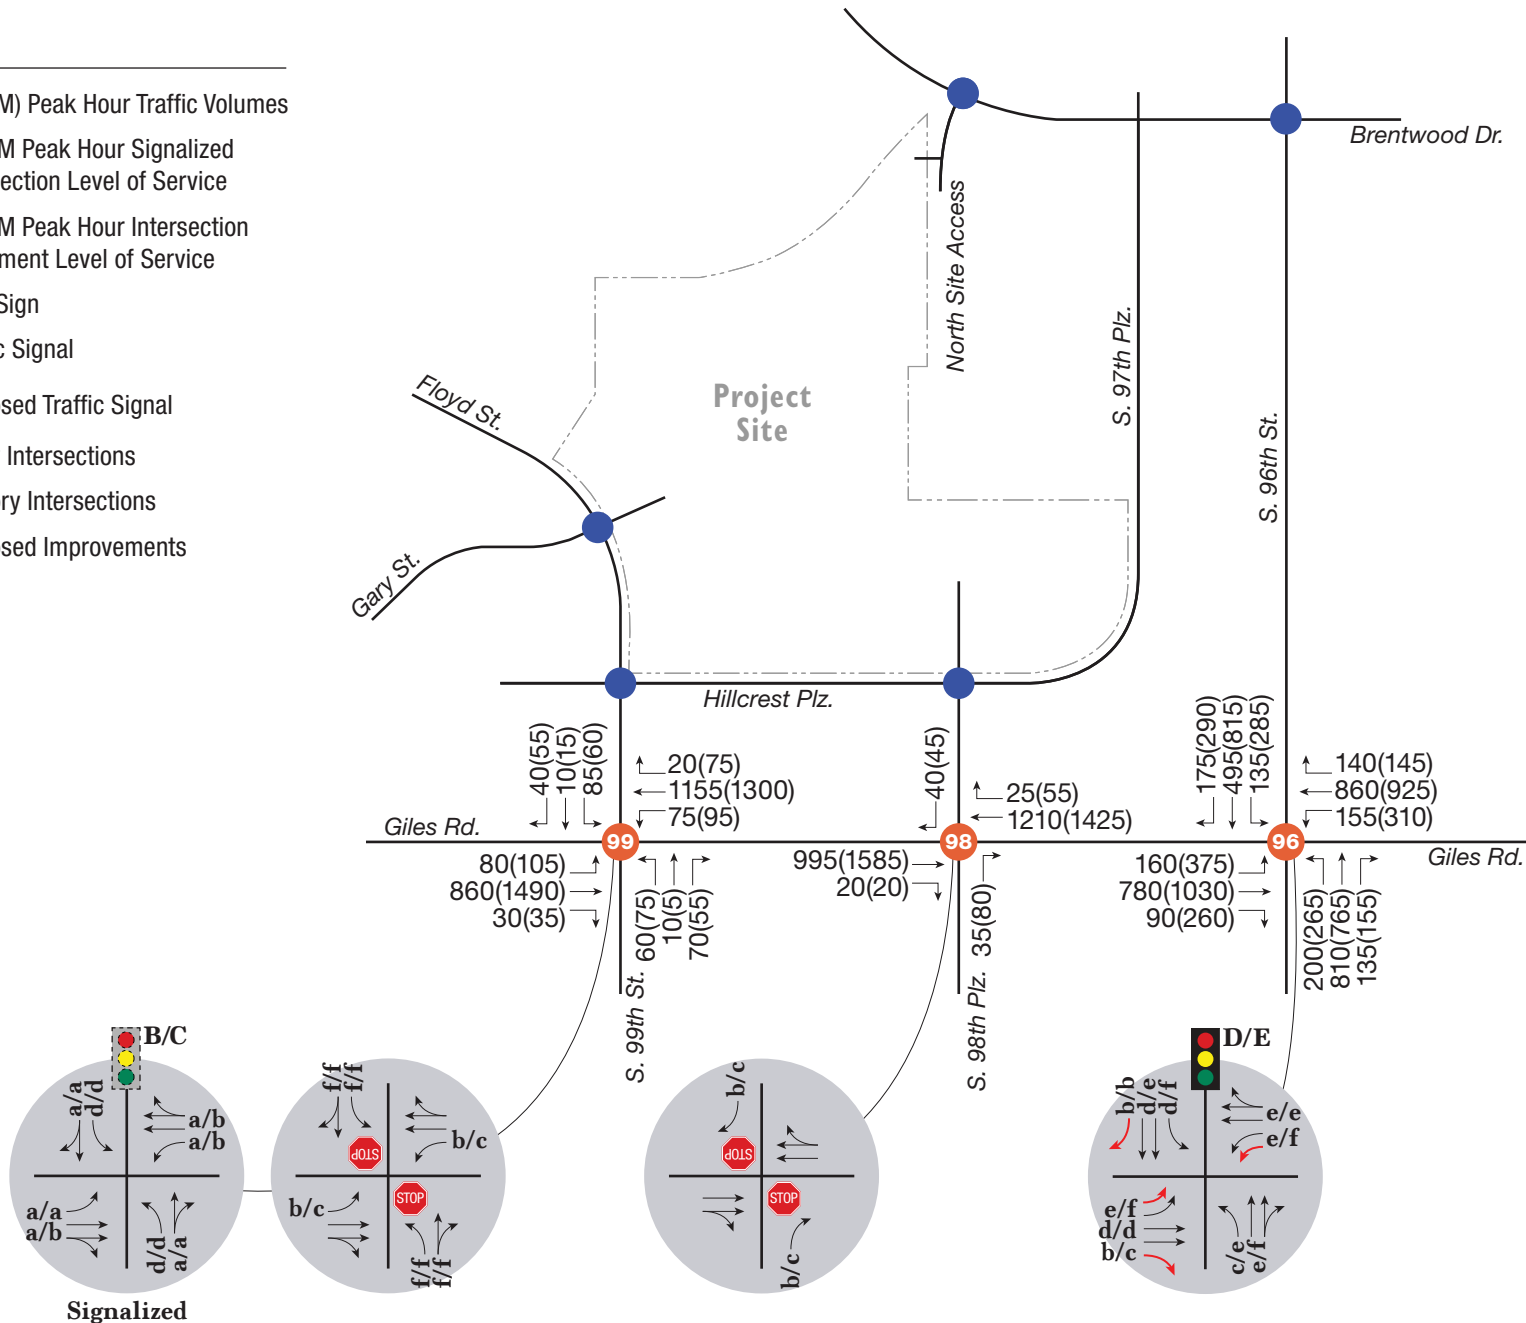 M) Peak Hour Traffic Volumes
M Peak Hour Signalized
ection Level of Service
M Peak Hour Intersection
ment Level of Service
Sign
c Signal
sed Traffic Signal
Intersections
ry Intersections
sed Improvements
Brentwood Dr.
North Site Access
S. 97th Plz.
S. 96th St.
Project
Site
Floyd St.
Gary St.
Hillcrest Plz.
40(55)
10(15)
85(60)
20(75)
1155(1300)
75(95)
40(45)
25(55)
1210(1425)
175(290)
495(815)
135(285)
140(145)
860(925)
155(310)
Giles Rd.
99
98
96
Giles Rd.
80(105)
860(1490)
30(35)
60(75)
10(5)
70(55)
995(1585)
20(20)
35(80)
160(375)
780(1030)
90(260)
200(265)
810(765)
135(155)
S. 99th St.
S. 98th Plz.
B/C
a/a
d/d
a/b
a/b
a/a
a/b
d/d
a/a
Signalized
f/f
f/f
b/c
STOP
STOP
b/c
f/f
f/f
b/c
STOP
STOP
b/c
D/E
b/b
d/e
d/f
e/e
e/f
e/f
d/d
b/c
c/e
e/f